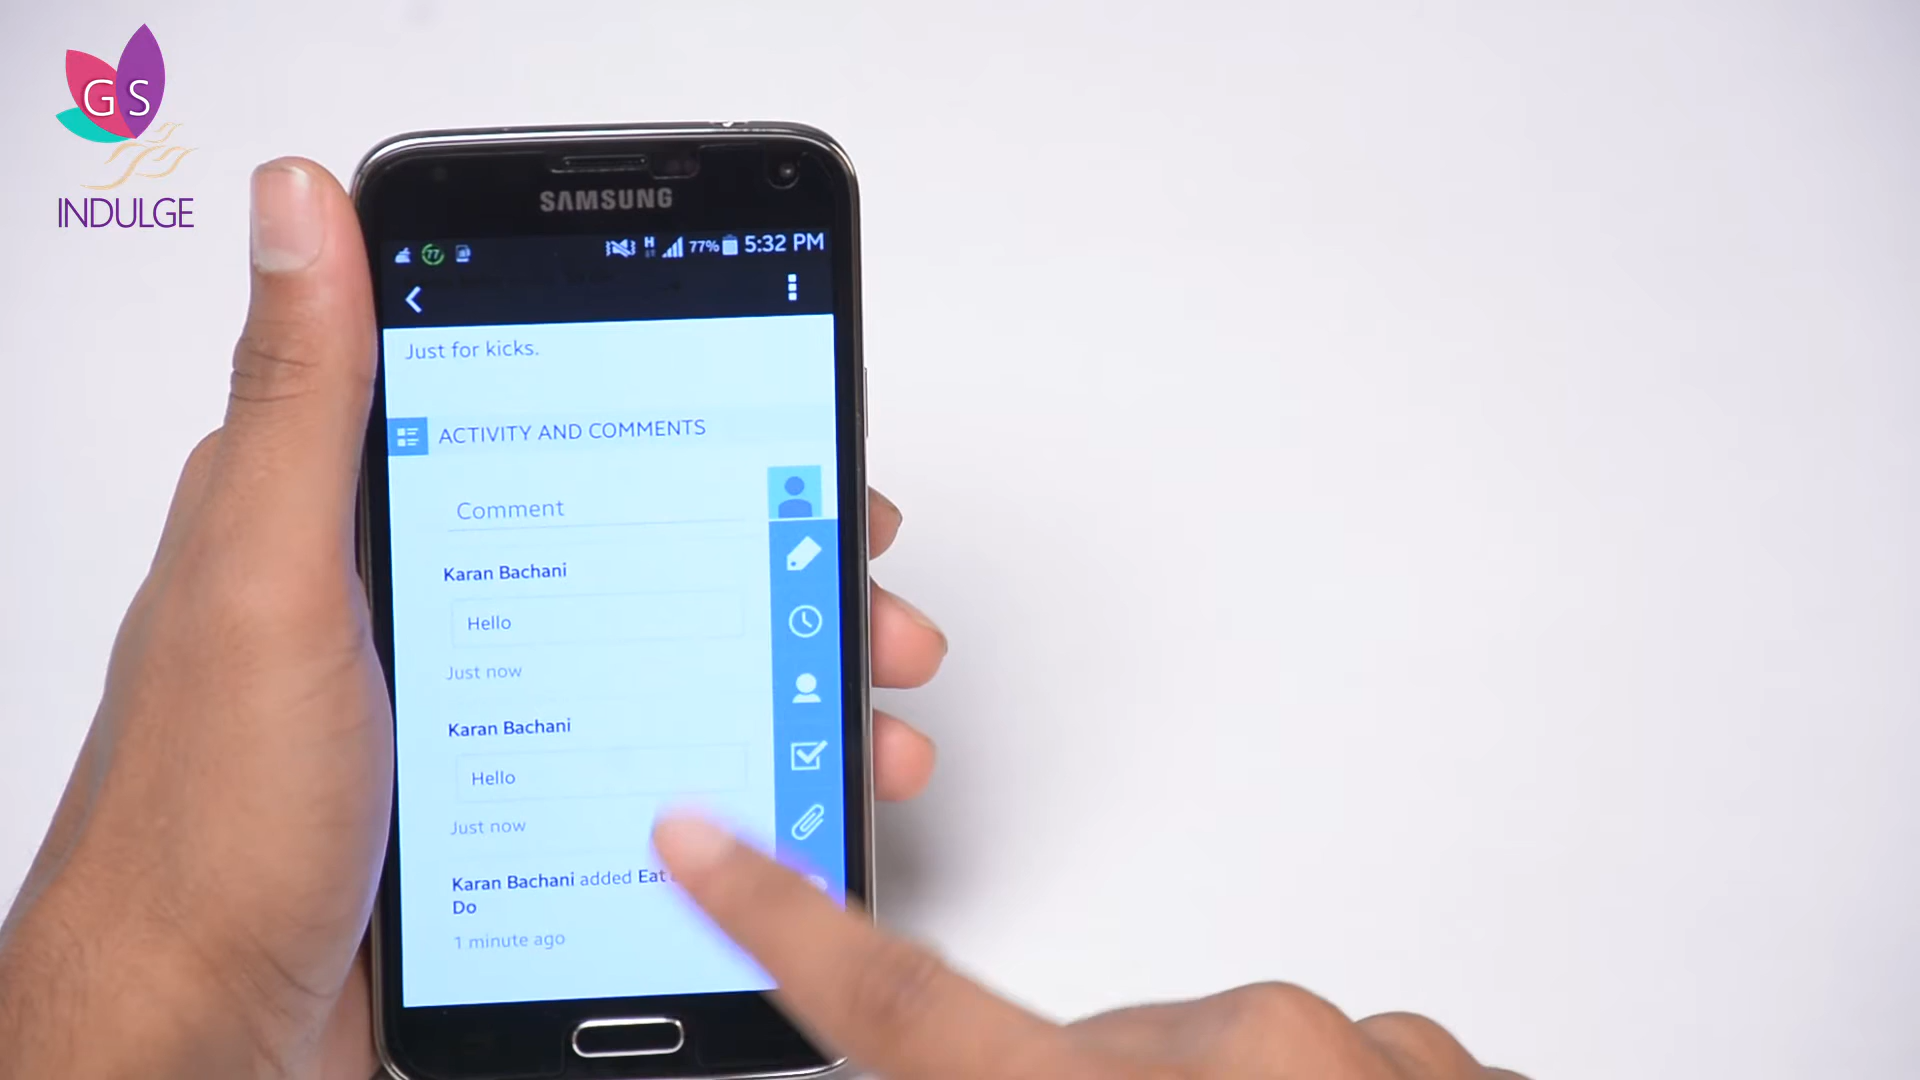 GS
INDULGE
SAMSUNG
77
H
77%
5:32 PM
Just for kicks.
ACTIVITY AND COMMENTS
Comment
Karan Bachani
Hello
Just now
Karan Bachani
Hello
Just now
Karan Bachani added Eat
Do
1 minute ago